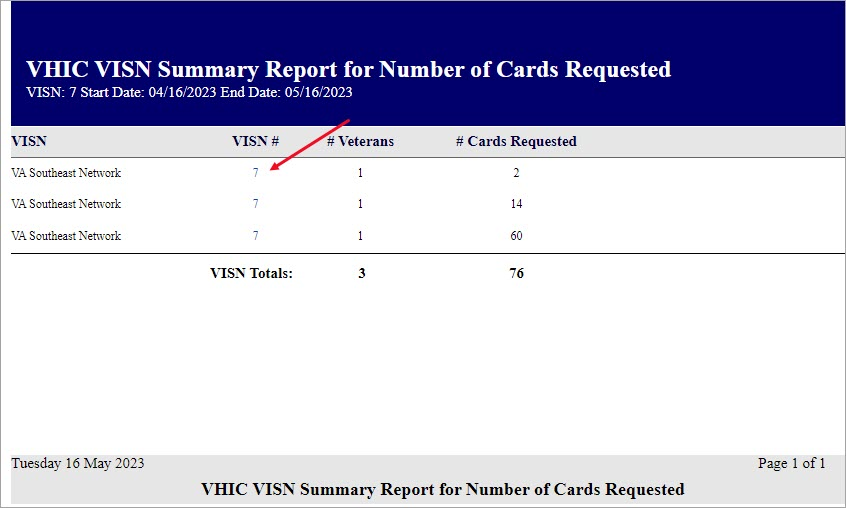 VHIC VISN Summary Report for Number of Cards Requested
VISN: 7 Start Date: 04/16/2023 End Date: 05/16/2023
VISN VISN # # Veterans # Cards Requested
VA Southeast Network 7 1 2
VA Southeast Network 7 1 14
VA Southeast Network 7 1 60
VISN Totals: 3 76
Tuesday 16 May 2023 Page 1 of 1
VHIC VISN Summary Report for Number of Cards Requested